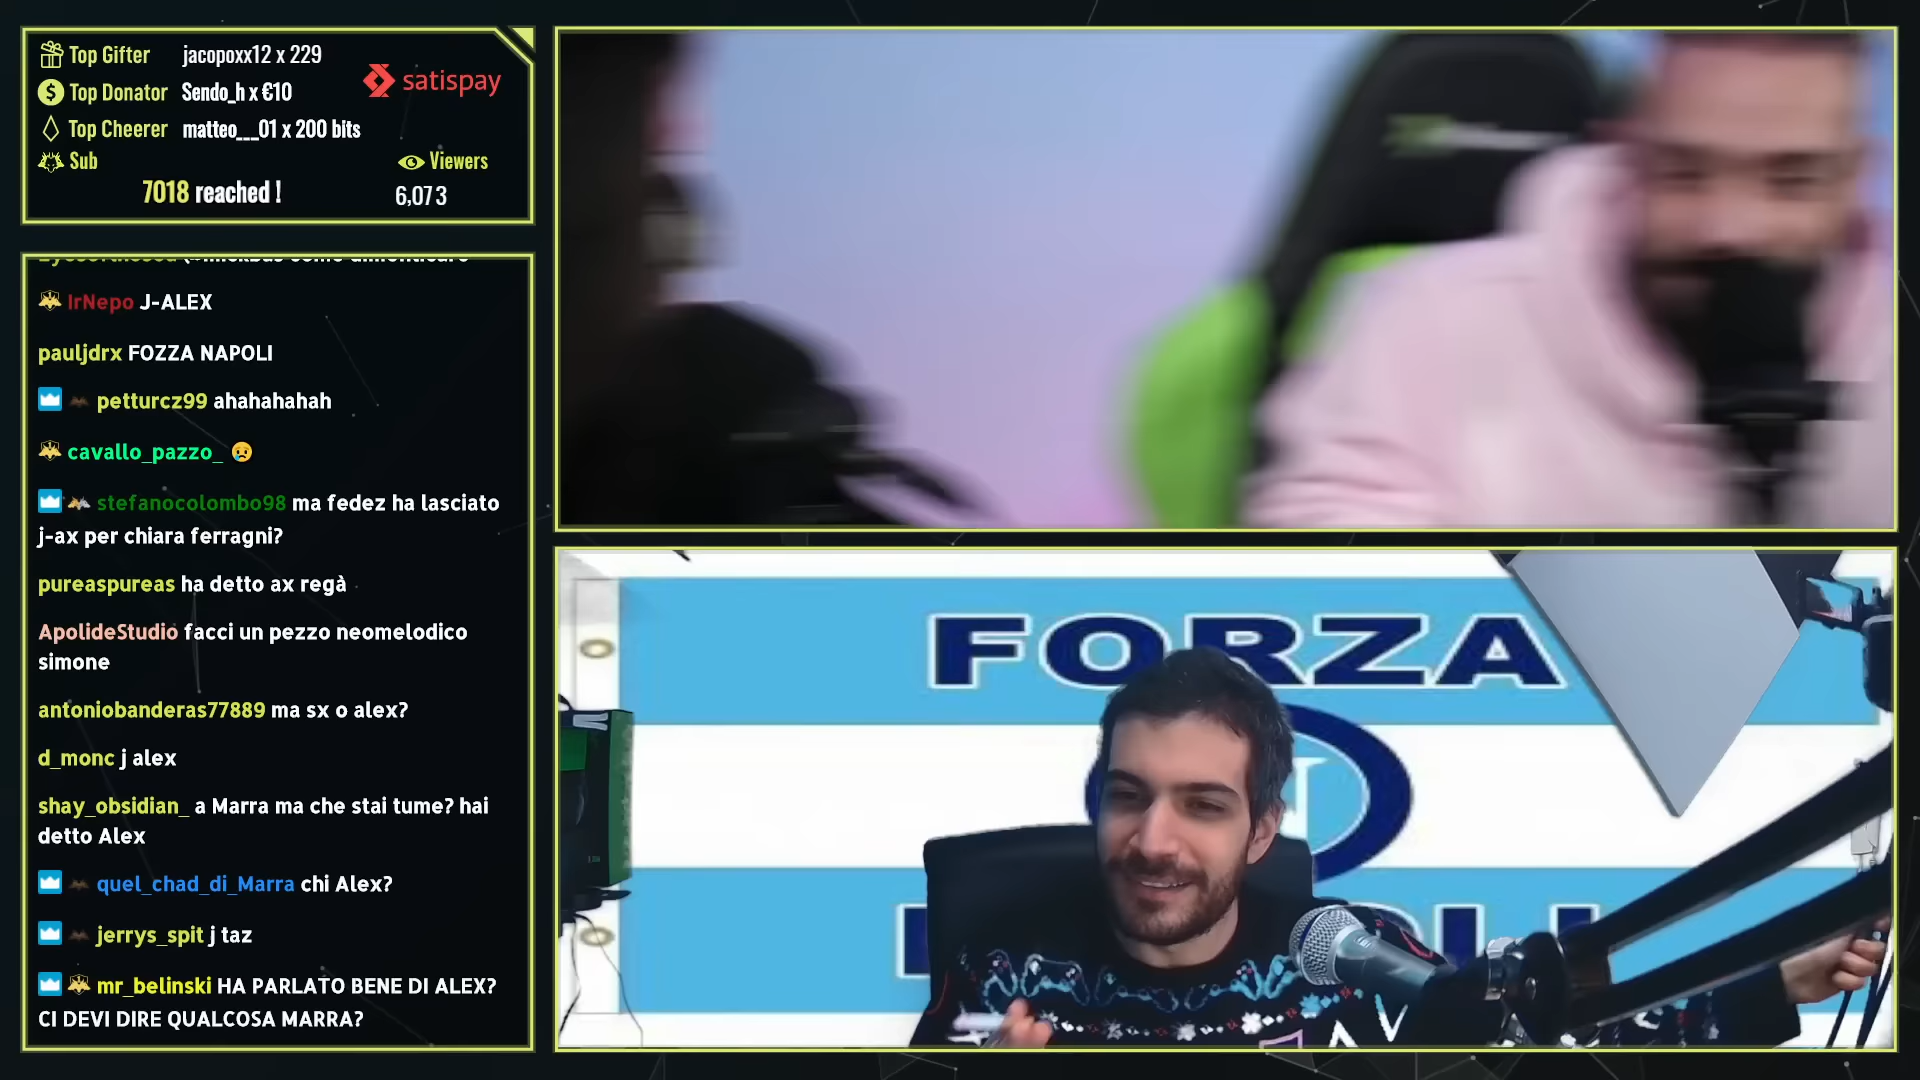 Top Gifter jacopoxx12 x 229
Top Donator Sendo_h x €10
satispay
Top Cheerer matteo___01 x 200 bits
Sub
Viewers
7018 reached !
6,073
IrNepo J-ALEX
pauljdrx FOZZA NAPOLI
petturcz99 ahahahahah
cavallo_pazzo_ 😥
stefanocolombo98 ma fedez ha lasciato
j-ax per chiara ferragni?
pureaspureas ha detto ax regà
ApolideStudio facci un pezzo neomelodico
simone
antoniobanderas77889 ma sx o alex?
d_monc j alex
shay_obsidian_ a Marra ma che stai tume? hai
detto Alex
quel_chad_di_Marra chi Alex?
jerrys_spit j taz
mr_belinski HA PARLATO BENE DI ALEX?
CI DEVI DIRE QUALCOSA MARRA?
FORZA